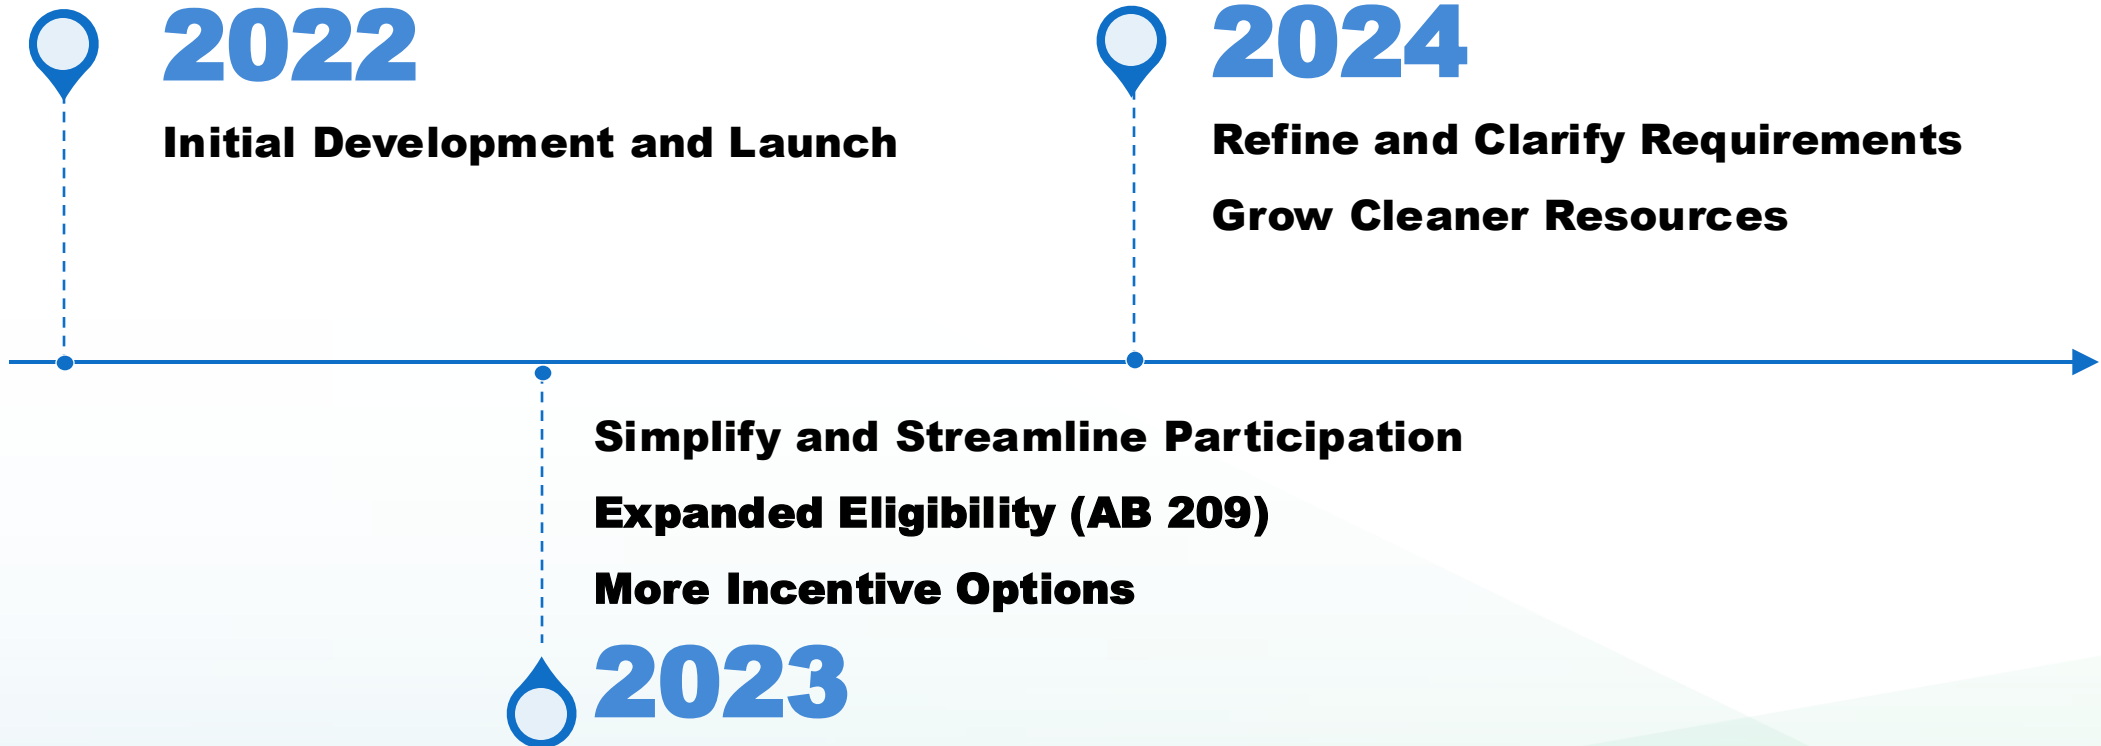 2022
Initial Development and Launch
2024
Refine and Clarify Requirements
Grow Cleaner Resources
Simplify and Streamline Participation
Expanded Eligibility (AB 209)
More Incentive Options
2023